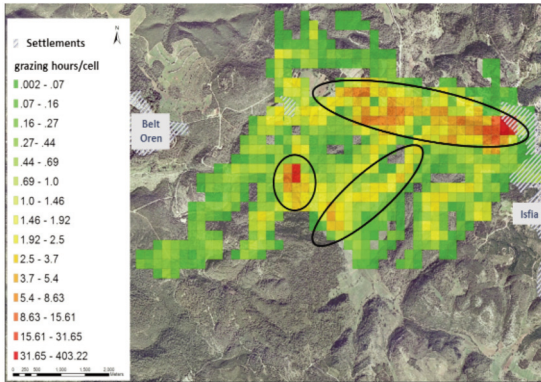 N
Settlements
grazing hours/cell
.002 - .07
.07 - .16
.16 - .27
.27- .44
.44 - .69
.69 - 1.0
1.0 - 1.46
1.46 - 1.92
1.92 - 2.5
2.5 - 3.7
3.7 - 5.4
5.4 - 8.63
8.63 - 15.61
15.61 - 31.65
31.65 - 403.22
Belt
Oren
Isfia